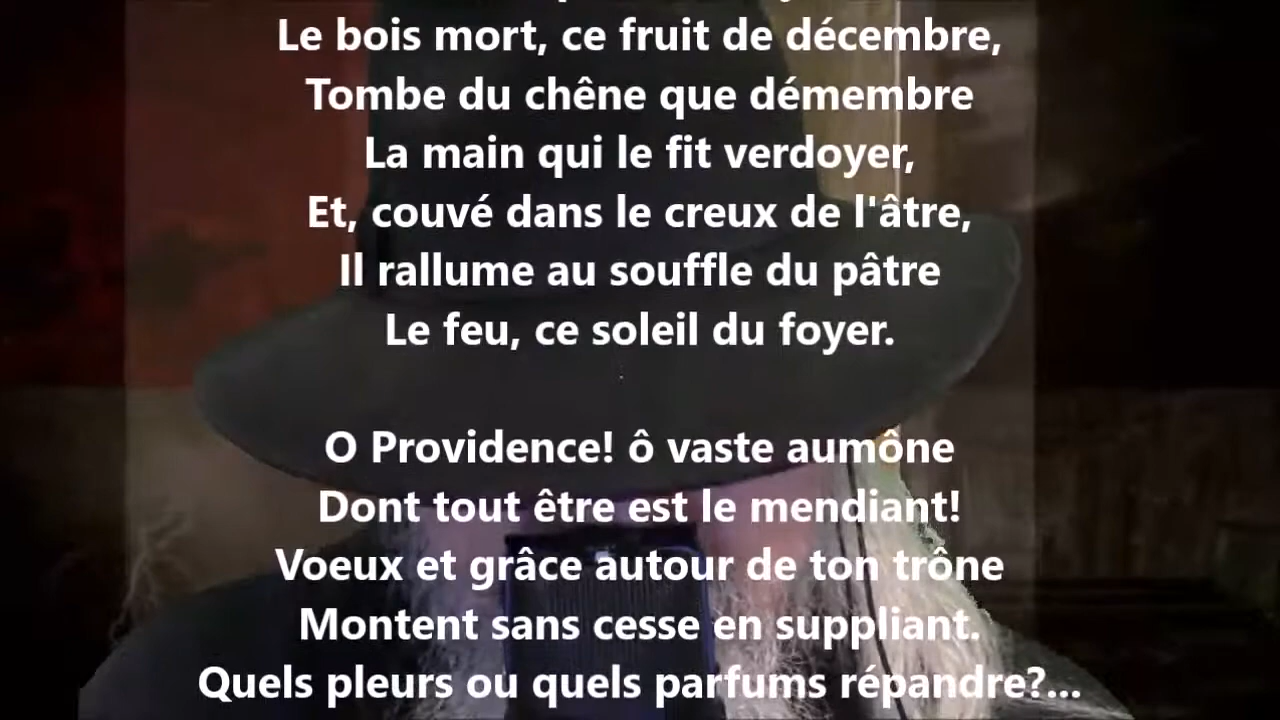 Le bois mort, ce fruit de décembre,
Tombe du chêne que démembre
La main qui le fit verdoyer,
Et, couvé dans le creux de l'âtre,
Il rallume au souffle du pâtre
Le feu, ce soleil du foyer.
O Providence! ô vaste aumône
Dont tout être est le mendiant!
Voeux et grâce autour de ton trône
Montent sans cesse en suppliant.
Quels pleurs ou quels parfums répandre?...